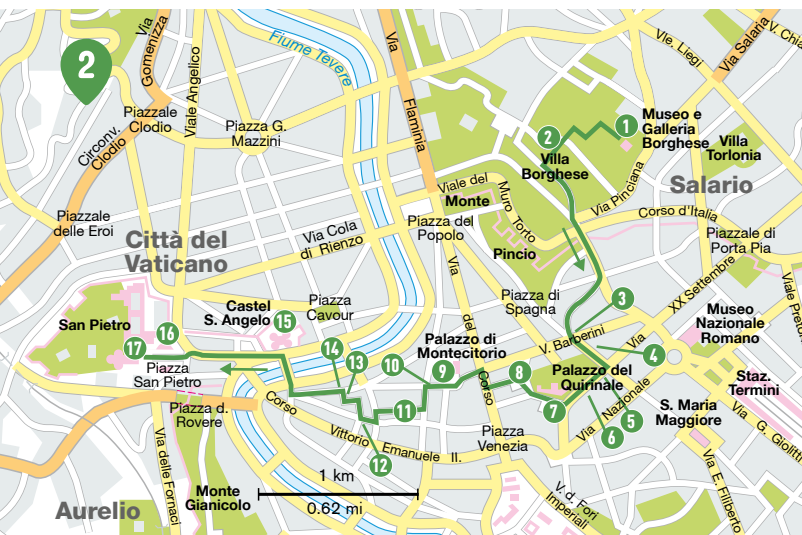 Via
Gomenizza
2
Viale Angelico
Fiume Tevere
Via
Flaminia
Vle. Liegi
Via Salaria
V. Chia
Piazzale
Clodio
Circonv.
Clodio
Piazza G.
Mazzini
1
Museo e
Galleria
Borghese
2
Villa
Borghese
Villa
Torlonia
Salario
Viale del
Muro Torto
Monte
Pincio
Via Pinciana
Corso d'Italia
Piazzale
delle Eroi
Via Cola
di Rienzo
Piazza del
Popolo
Piazzale di
Porta Pia
Città del
Vaticano
Via
del
Corso
Piazza di
Spagna
3
XX Settembre
Via
Viale Preto
Castel
S. Angelo
15
Piazza
Cavour
San Pietro
16
17
Piazza
San Pietro
Palazzo di
Montecitorio
V. Barberini
4
Museo
Nazionale
Romano
14
13
10
9
8
Palazzo del
Quirinale
Staz.
Termini
Piazza d.
Rovere
11
7
Via Nazionale
5
6
S. Maria
Maggiore
Via G. Giolitti
Corso
Vittorio
Emanuele II.
12
Piazza
Venezia
Via delle Fornaci
1 km
0.62 mi
Monte
Gianicolo
V. d. Fori
Imperiali
Via E. Filiberto
Aurelio